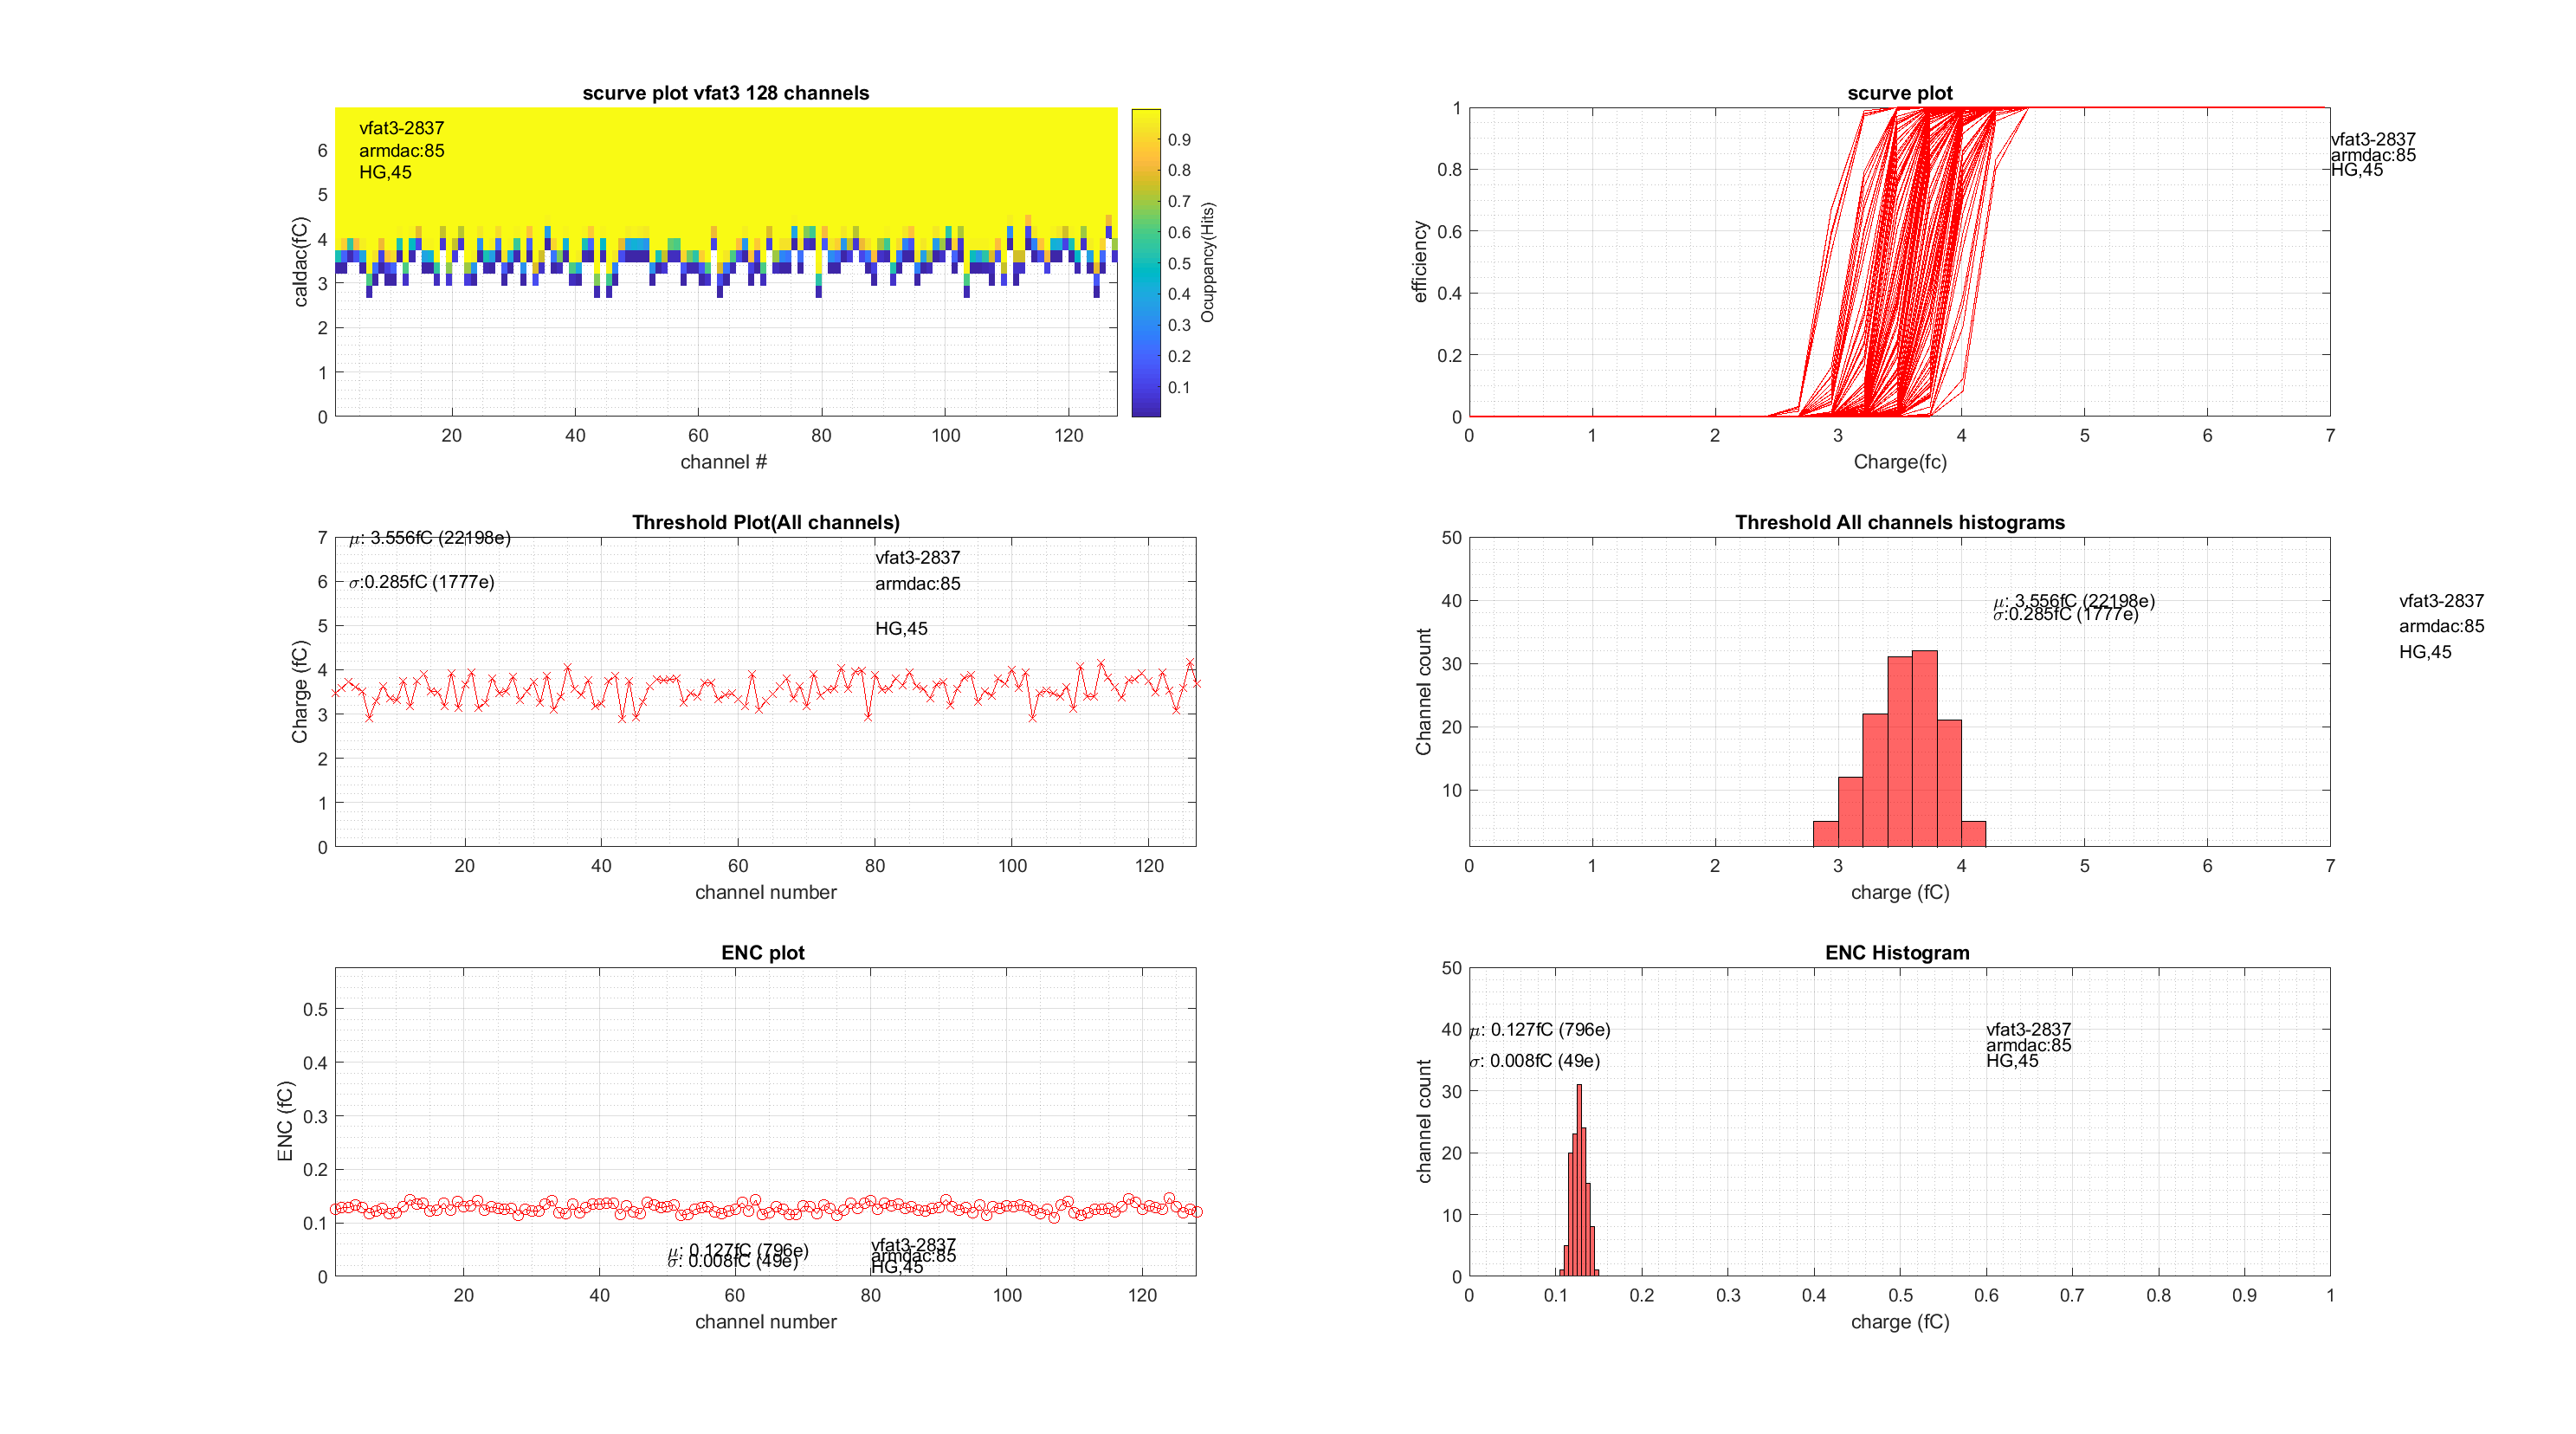 scurve plot vfat3 128 channels
vfat3-2837
armdac:85
HG,45
caldac(fC)
6
5
4
3
2
1
0
20
40
60
80
100
120
channel #
0.9
0.8
0.7
0.6
0.5
0.4
0.3
0.2
0.1
Ocuppancy(Hits)
scurve plot
vfat3-2837
armdac:85
HG,45
efficiency
1
0.8
0.6
0.4
0.2
0
0
1
2
3
4
5
6
7
Charge(fc)
Threshold Plot(All channels)
μ: 3.556fC (22198e)
σ:0.285fC (1777e)
vfat3-2837
armdac:85
HG,45
Charge (fC)
7
6
5
4
3
2
1
0
20
40
60
80
100
120
channel number
Threshold All channels histograms
μ: 3.556fC (22198e)
σ:0.285fC (1777e)
vfat3-2837
armdac:85
HG,45
Channel count
50
40
30
20
10
0
1
2
3
4
5
6
7
charge (fC)
ENC plot
ENC (fC)
0.5
0.4
0.3
0.2
0.1
0
μ: 0.127fC (796e)
σ: 0.008fC (49e)
vfat3-2837
armdac:85
HG,45
20
40
60
80
100
120
channel number
ENC Histogram
μ: 0.127fC (796e)
σ: 0.008fC (49e)
vfat3-2837
armdac:85
HG,45
channel count
50
40
30
20
10
0
0
0.1
0.2
0.3
0.4
0.5
0.6
0.7
0.8
0.9
1
charge (fC)